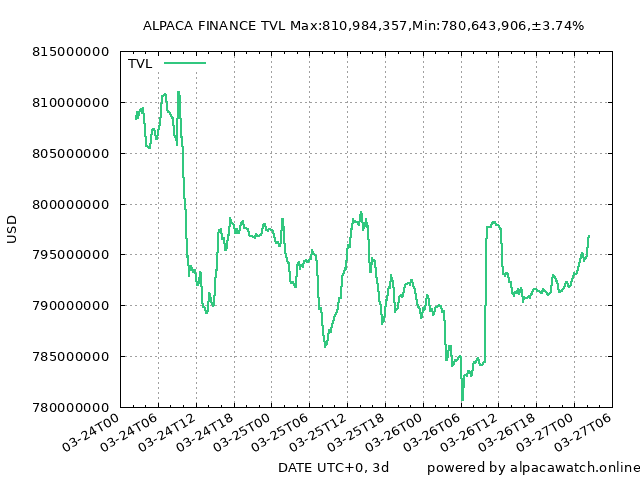 ALPACA FINANCE TVL Max:810,984,357,Min:780,643,906,±3.74%
TVL
815000000
810000000
805000000
800000000
795000000
790000000
785000000
780000000
USD
03-24T00
03-24T06
03-24T12
03-24T18
03-25T00
03-25T06
03-25T12
03-25T18
03-26T00
03-26T06
03-26T12
03-26T18
03-27T00
03-27T06
DATE UTC+0, 3d
powered by alpacawatch.online